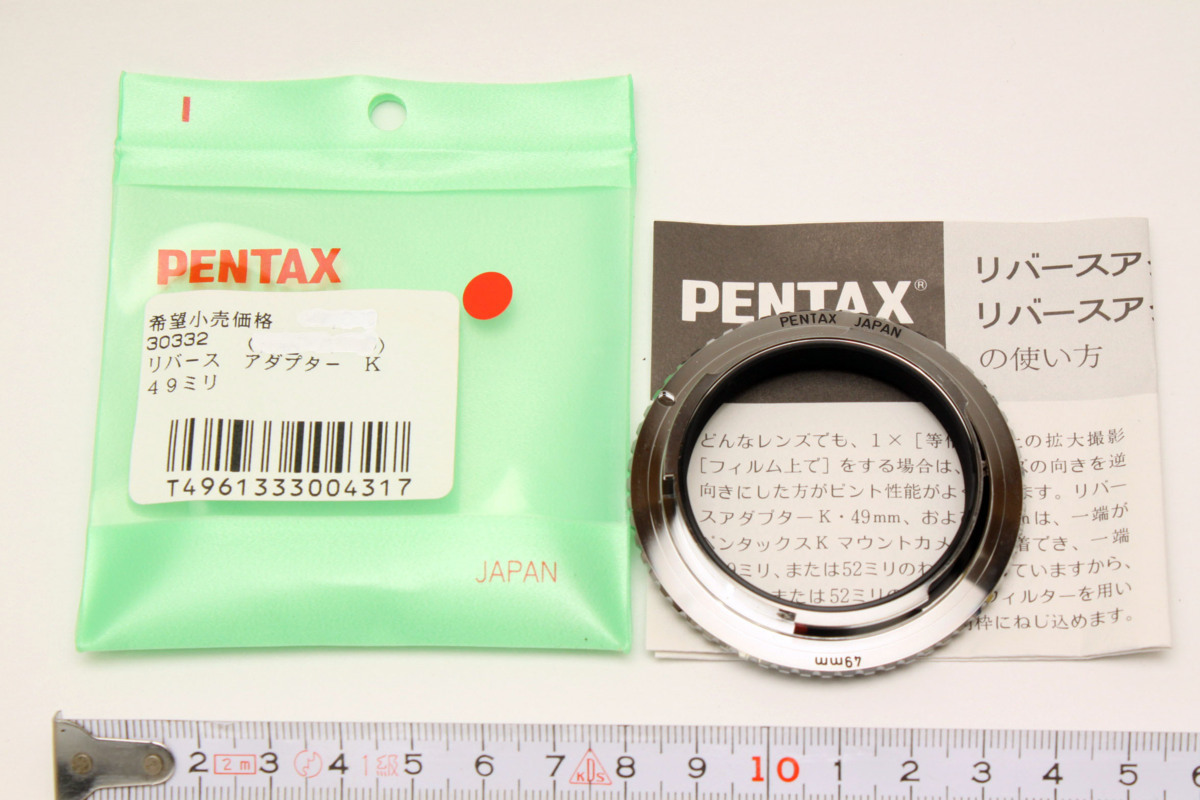 I
PENTAX
希望小売価格
30332 ( )
リバース アダプター K
49ミリ
T4961333004317
JAPAN
PENTAX®
リバースア
リバースア
の使い方
PENTAX JAPAN
どんなレンズでも、1×[等 上の拡大撮影
[フィルム上で]をする場合は、 の向きを逆
向きにした方がピント性能がよ ます。リバー
スアダプターK・49mm、およ は、一端が
ペンタックスK マウントカメ 着でき、一端
9ミリ、または52ミリの ていますから、
または52ミリ フィルターを用い
枠にねじ込めます。
49mm
2 2m 3 4 1級 5 6 7 KDS 8 9 10 1 2 3 4 5 6